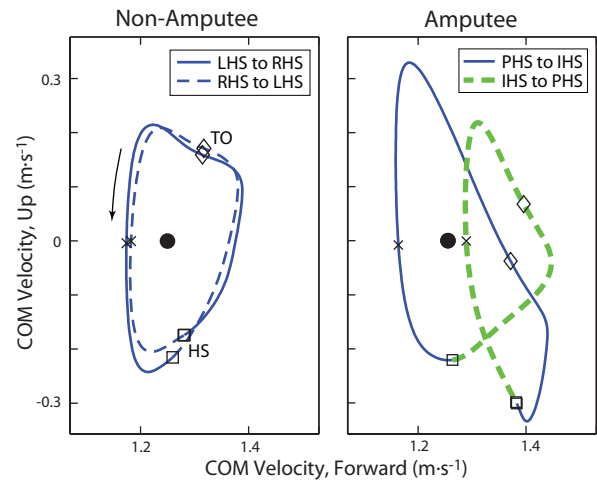 Non-Amputee
Amputee
COM Velocity, Up (m·s⁻¹)
0.3
0
-0.3
LHS to RHS
RHS to LHS
TO
HS
PHS to IHS
IHS to PHS
1.2
1.4
1.2
1.4
COM Velocity, Forward (m·s⁻¹)